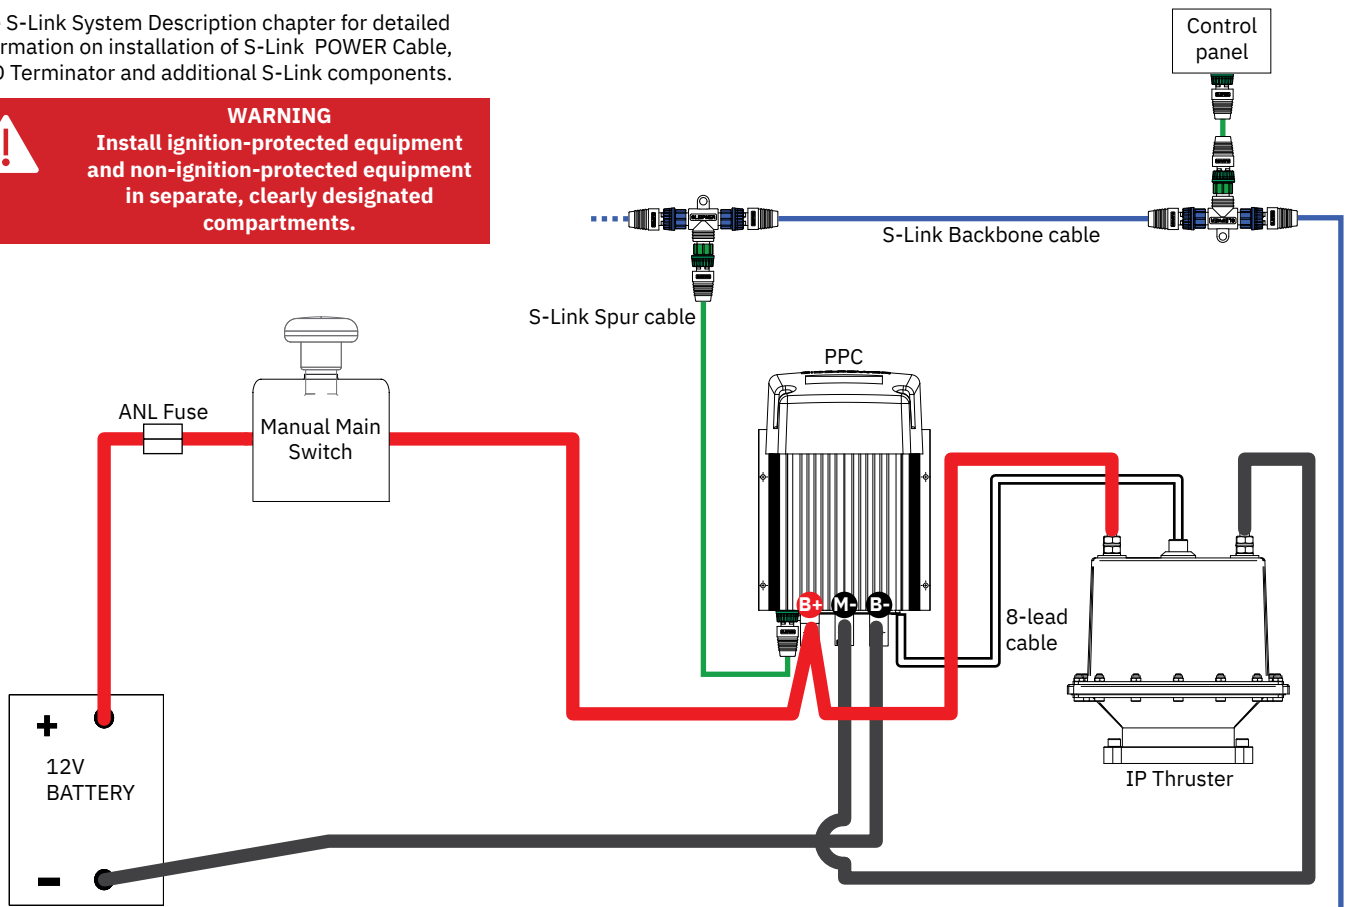 S-Link System Description chapter for detailed
rmation on installation of S-Link POWER Cable,
Terminator and additional S-Link components.
WARNING
Install ignition-protected equipment
and non-ignition-protected equipment
in separate, clearly designated
compartments.
Control
panel
S-Link Backbone cable
S-Link Spur cable
PPC
ANL Fuse
Manual Main
Switch
B+ M- B-
8-lead
cable
+
12V
BATTERY
-
IP Thruster